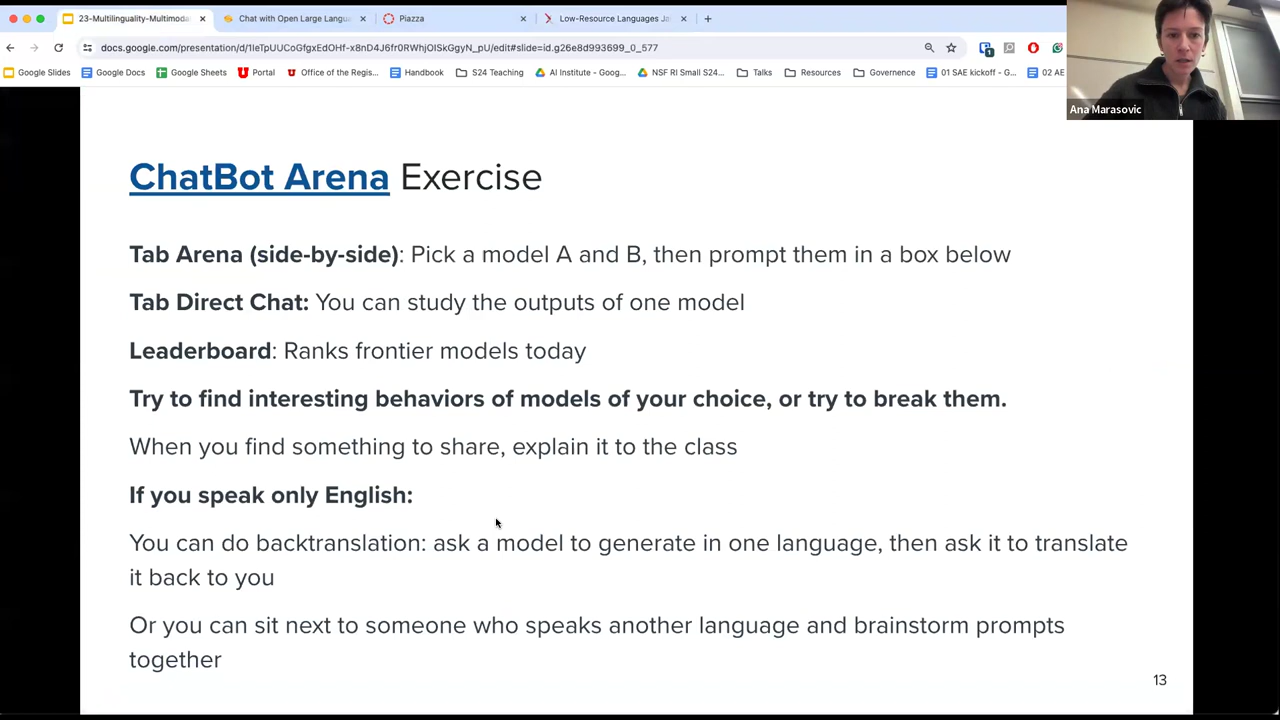 23-Multilinguality-Multimoda
Chat with Open Large Langu
Piazza
Low-Resource Languages Ja
docs.google.com/presentation/d/1IeTpUUCoGfgxEdOHf-x8nD4J6fr0RWhjOISkGgyN_pU/edit#slide=id.g26e8d993699_0_577
Google Slides
Google Docs
Google Sheets
Portal
Office of the Regis...
Handbook
S24 Teaching
AI Institute - Goog...
NSF RI Small S24...
Talks
Resources
Governence
01 SAE kickoff - G...
02 AE
Ana Marasovic
ChatBot Arena Exercise
Tab Arena (side-by-side): Pick a model A and B, then prompt them in a box below
Tab Direct Chat: You can study the outputs of one model
Leaderboard: Ranks frontier models today
Try to find interesting behaviors of models of your choice, or try to break them.
When you find something to share, explain it to the class
If you speak only English:
You can do backtranslation: ask a model to generate in one language, then ask it to translate
it back to you
Or you can sit next to someone who speaks another language and brainstorm prompts
together
13